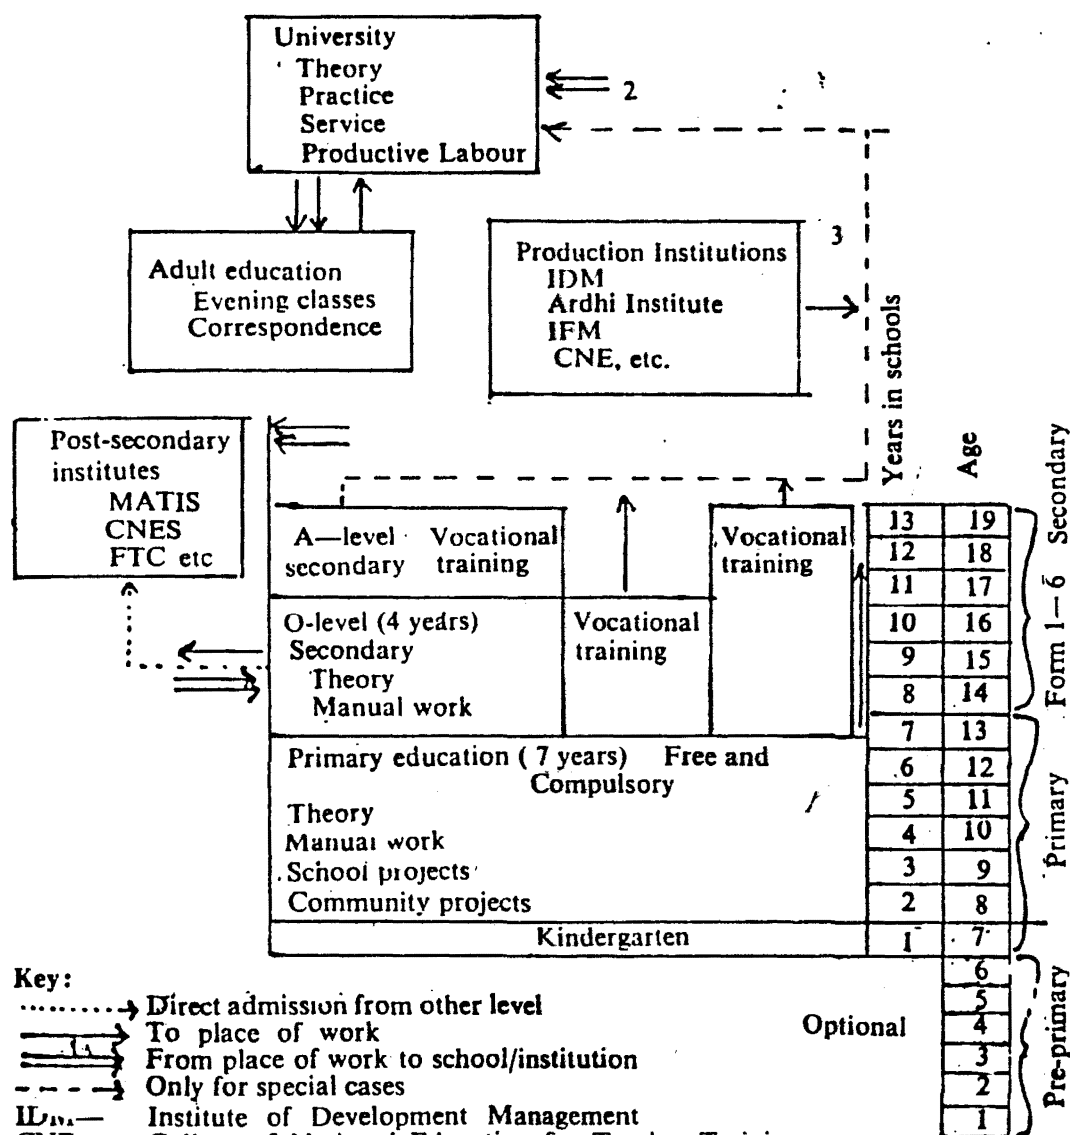 University
Theory
Practice
Service
Productive Labour
2
Adult education
Evening classes
Correspondence
Production Institutions
IDM
Ardhi Institute
IFM
CNE, etc.
3
Post-secondary
institutes
MATIS
CNES
FTC etc
A—level Vocational
secondary training
Vocational
training
O-level (4 years)
Secondary
Theory
Manual work
Vocational
training
Primary education (7 years) Free and
Compulsory
Theory
Manual work
School projects
Community projects
Kindergarten
Years in schools
Age
13 19
12 18
11 17
10 16
9 15
8 14
7 13
6 12
5 11
4 10
3 9
2 8
1 7
6
5
4
3
2
1
Form 1—6 Secondary
Primary
Pre-primary
Optional
Key:
Direct admission from other level
To place of work
From place of work to school/institution
Only for special cases
Institute of Development Management